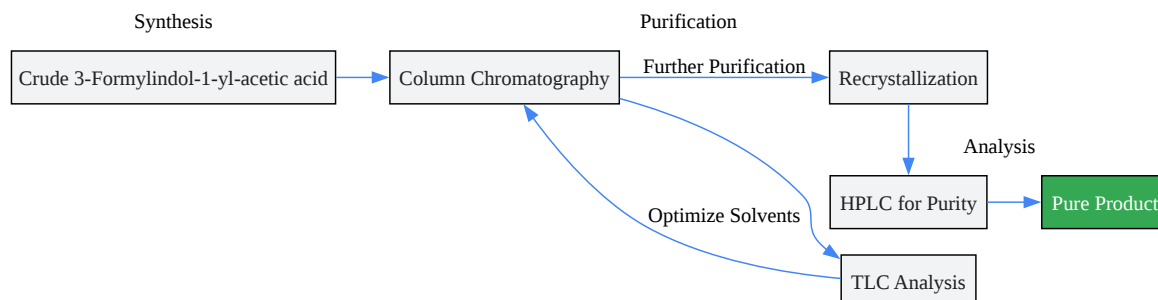 Synthesis
Purification
Crude 3-Formylindol-1-yl-acetic acid
Column Chromatography
Further Purification
Recrystallization
Analysis
HPLC for Purity
Pure Product
Optimize Solvents
TLC Analysis